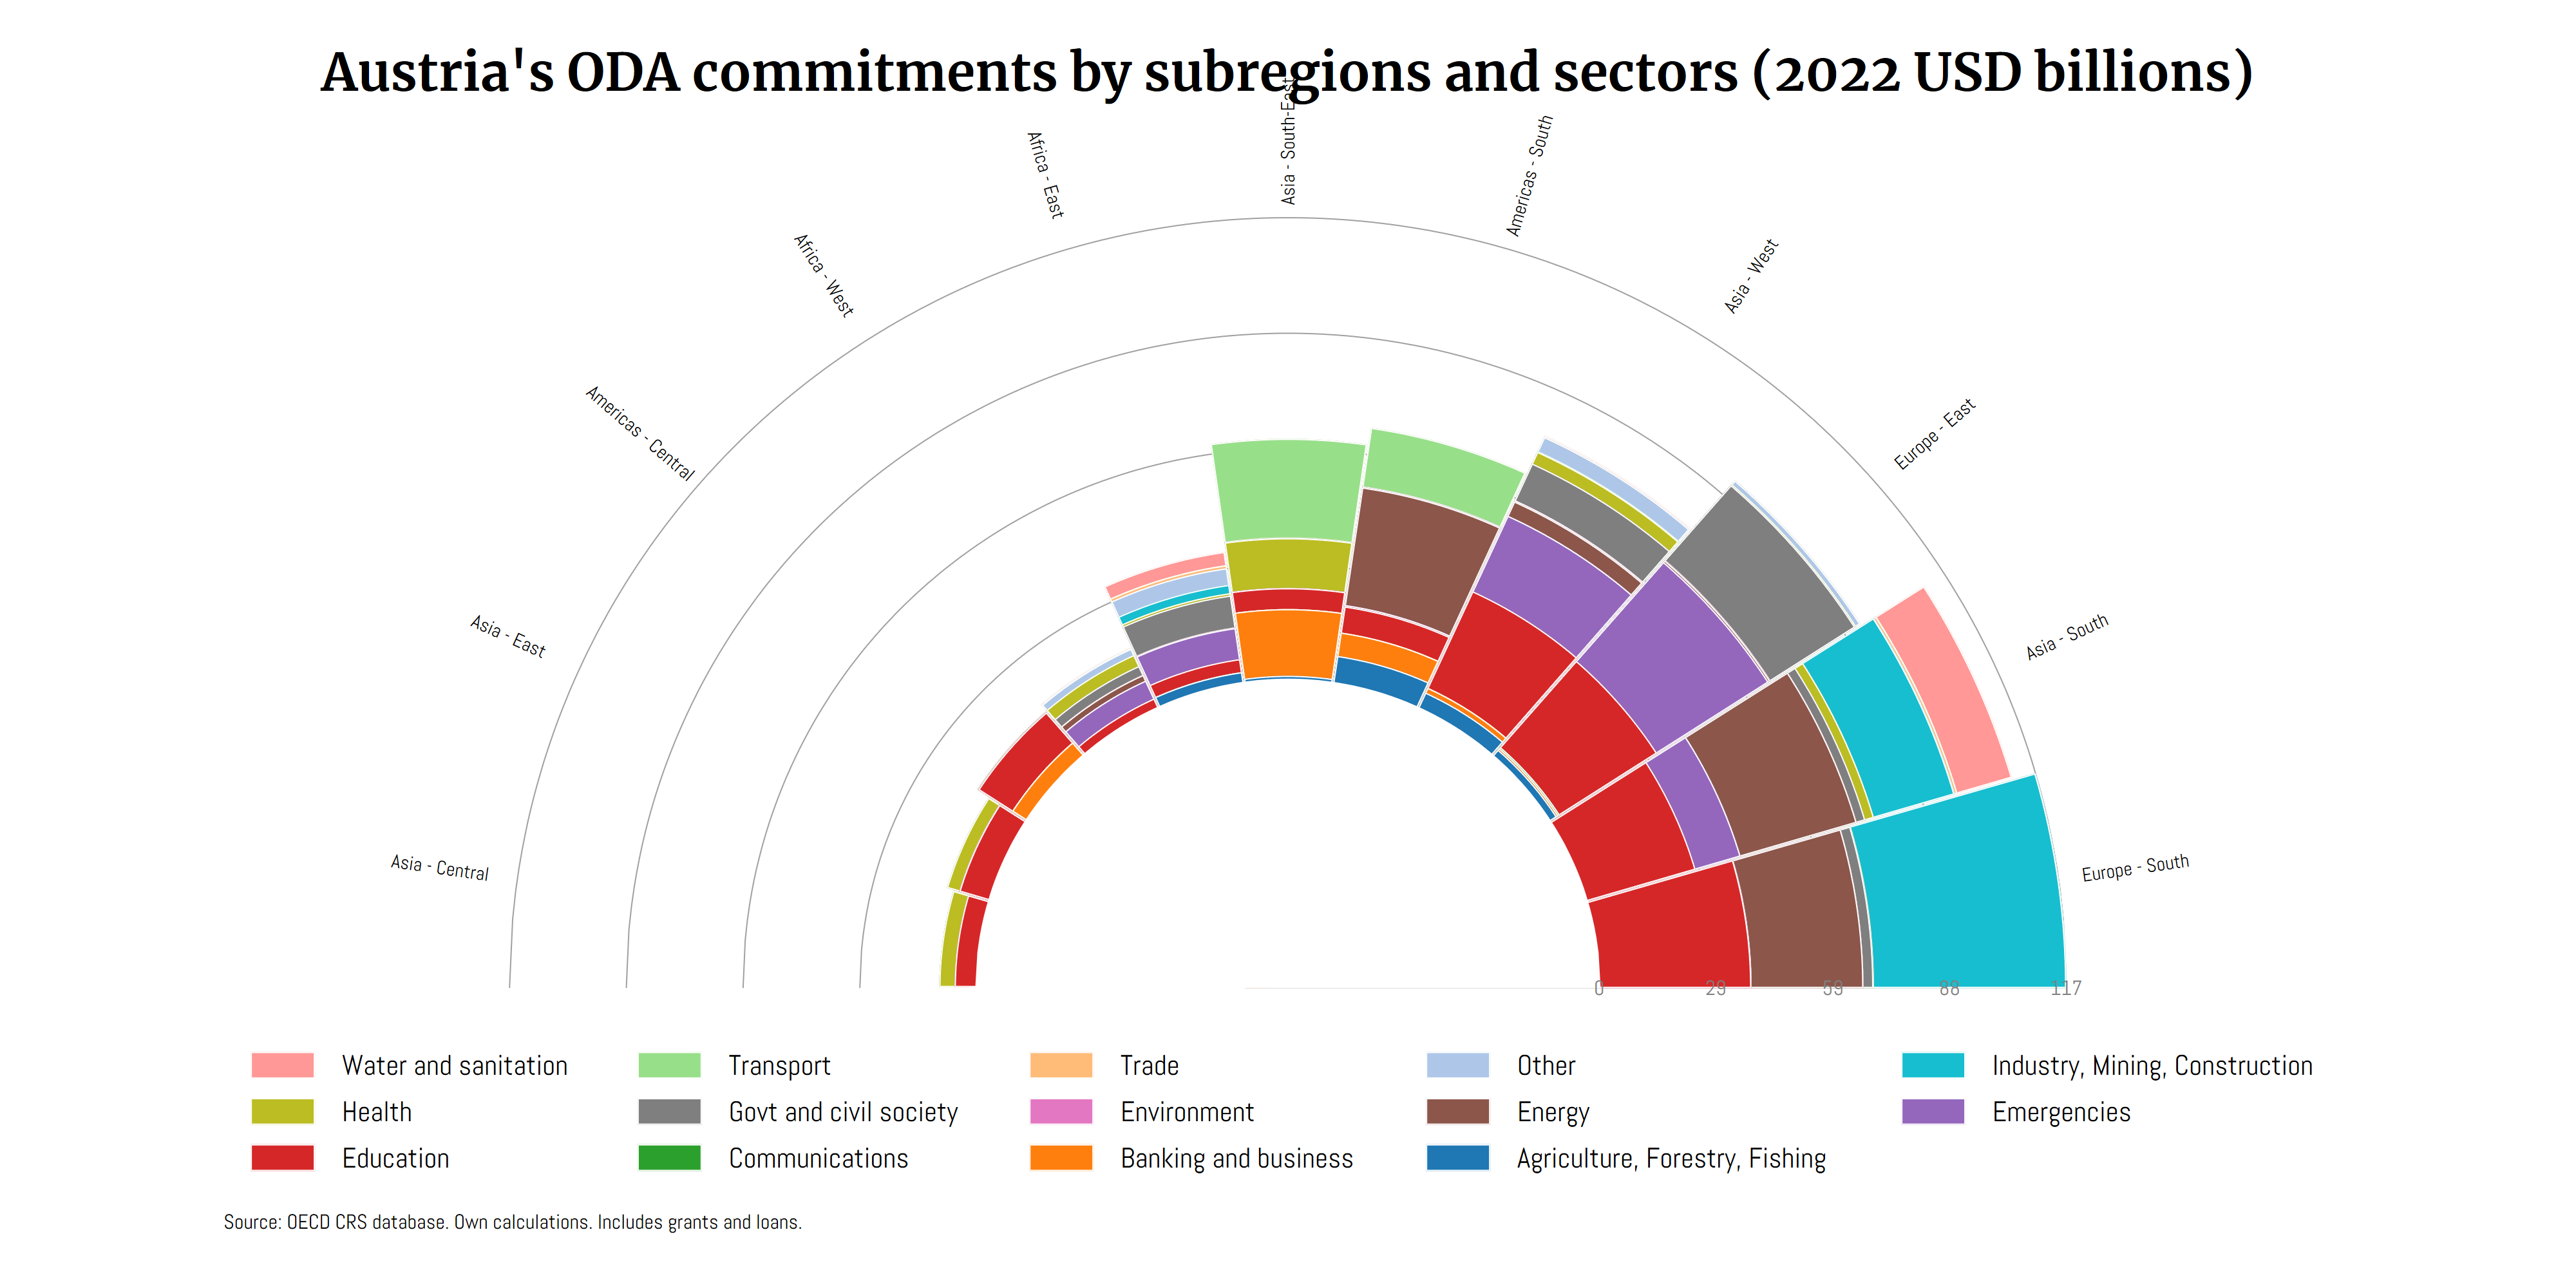 Austria's ODA commitments by subregions and sectors (2022 USD billions)
Asia - Central
Asia - East
Americas - Central
Africa - West
Africa - East
Asia - South-East
Americas - South
Asia - West
Europe - East
Asia - South
Europe - South
0 29 59 88 117
Water and sanitation Transport Trade Other Industry, Mining, Construction
Health Govt and civil society Environment Energy Emergencies
Education Communications Banking and business Agriculture, Forestry, Fishing
Source: OECD CRS database. Own calculations. Includes grants and loans.